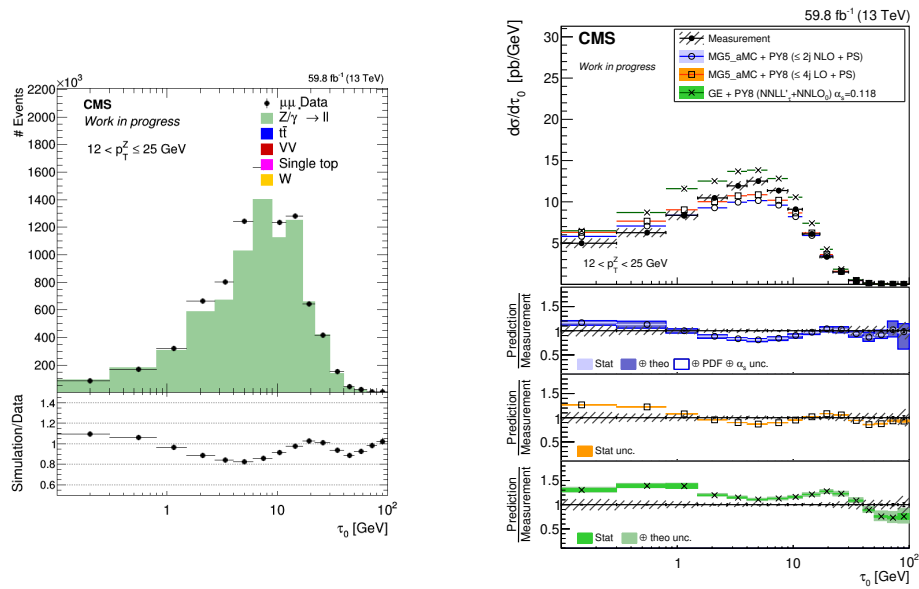 59.8 fb⁻¹ (13 TeV)
×10³
2200
2000
1800
1600
1400
1200
1000
800
600
400
200
# Events
CMS
Work in progress
12 < p_T^Z ≤ 25 GeV
μμ Data
Z/γ → ll
tt̄
VV
Single top
W
1.4
1.2
1.0
0.8
0.6
Simulation/Data
1
10
10²
τ₀ [GeV]
59.8 fb⁻¹ (13 TeV)
dσ/dτ₀ [pb/GeV]
30
25
20
15
10
5
CMS
Work in progress
Measurement
MG5_aMC + PY8 (≤ 2j NLO + PS)
MG5_aMC + PY8 (≤ 4j LO + PS)
GE + PY8 (NNLL'_τ+NNLO₀) α_s=0.118
12 < p_T^Z < 25 GeV
Prediction
Measurement
1.5
1
0.5
Stat
⊕ theo
⊕ PDF ⊕ α_s unc.
Prediction
Measurement
1.5
1
0.5
Stat unc.
Prediction
Measurement
1.5
1
0.5
Stat
⊕ theo unc.
1
10
10²
τ₀ [GeV]